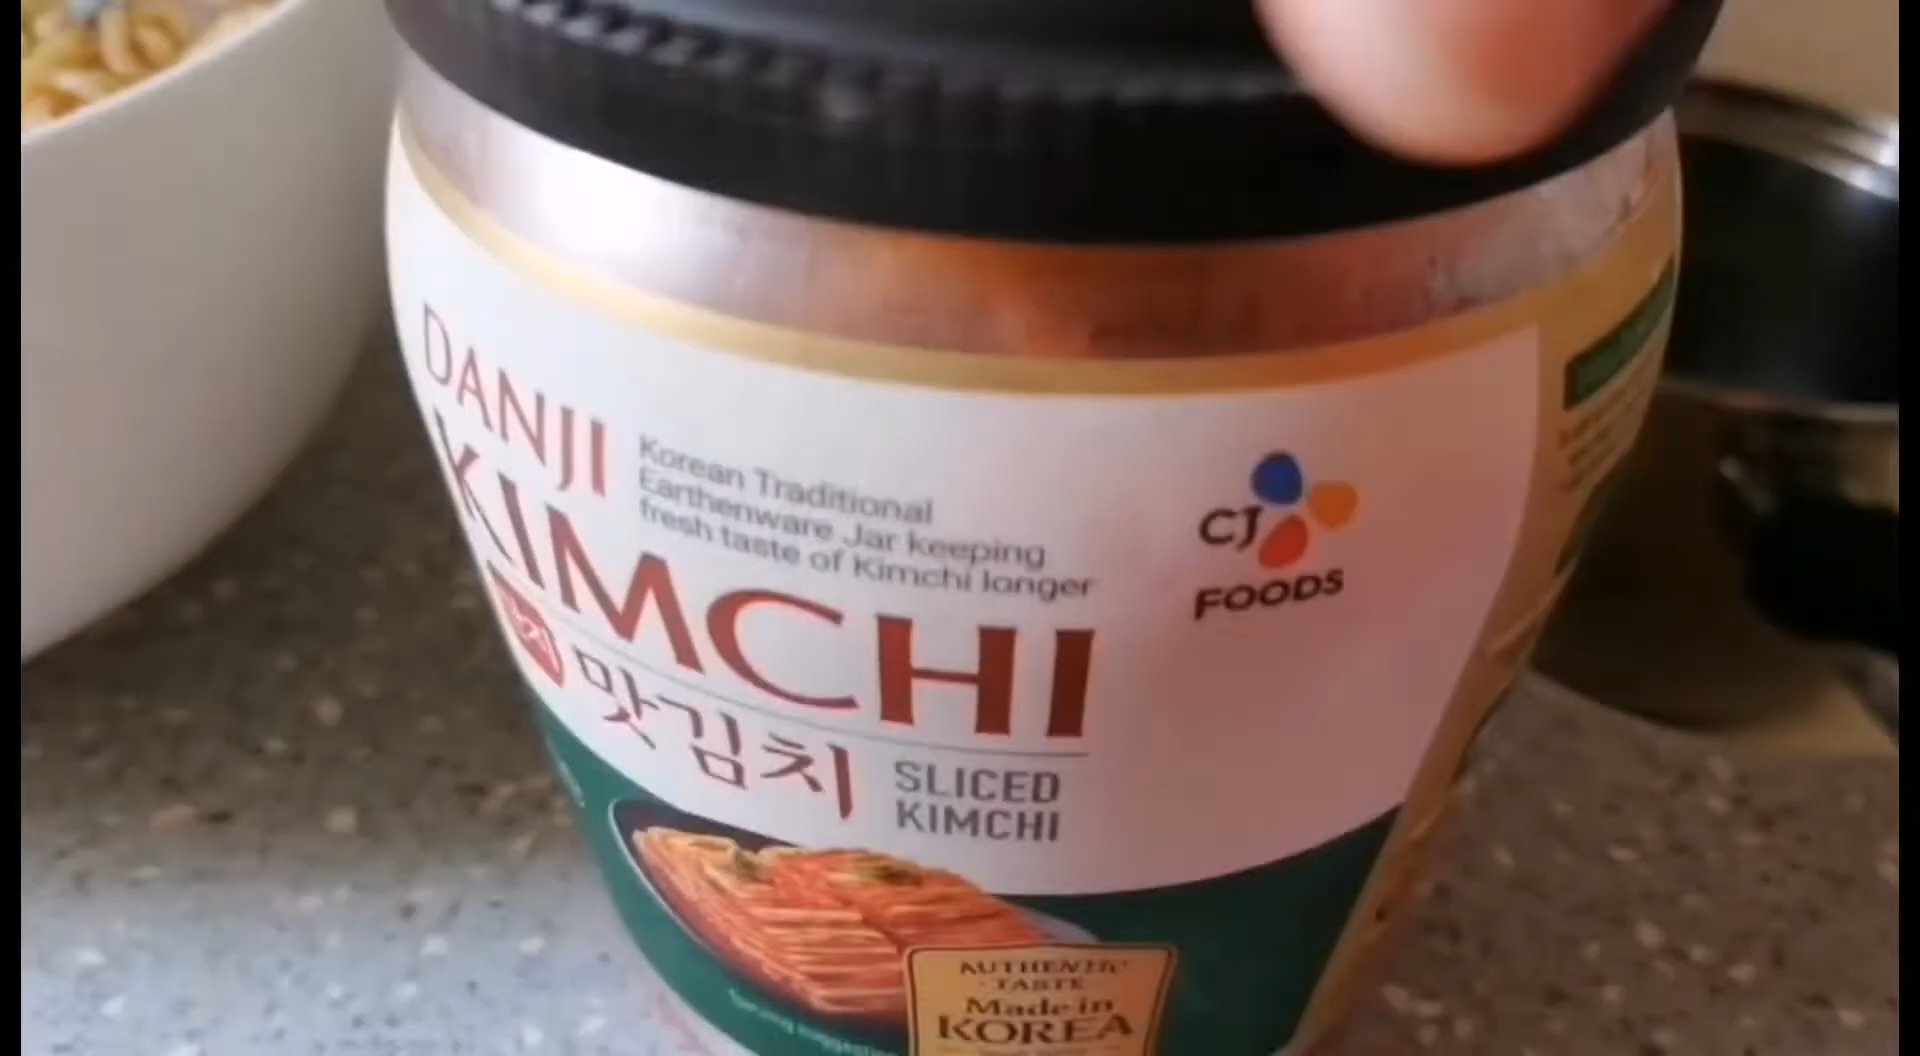 DANJI
KIMCHI
Korean Traditional
Earthenware Jar keeping
fresh taste of Kimchi longer
맛김치
SLICED
KIMCHI
CJ
FOODS
AUTHENTIC
TASTE
Made in
KOREA